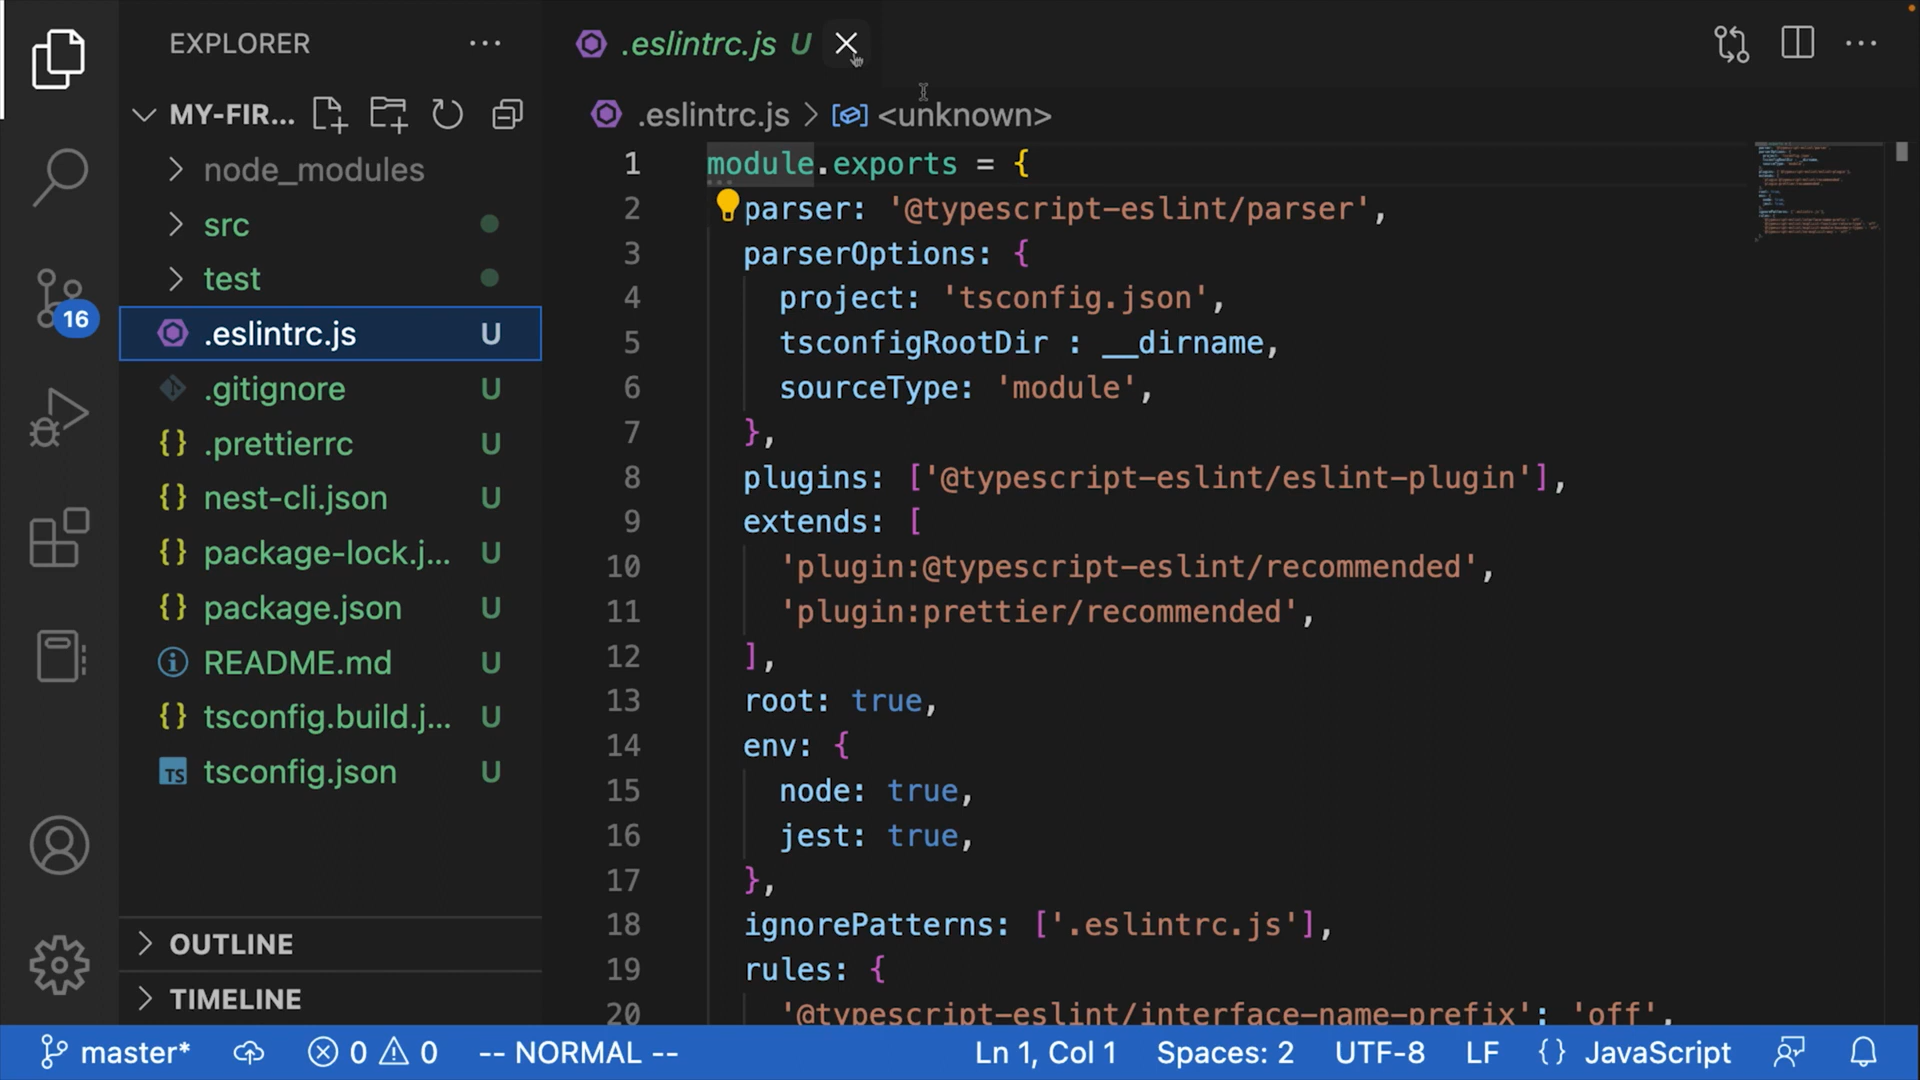 EXPLORER
MY-FIR...
node_modules
src
test
.eslintrc.js U
.gitignore U
.prettierrc U
nest-cli.json U
package-lock.j... U
package.json U
README.md U
tsconfig.build.j... U
TS tsconfig.json U
OUTLINE
TIMELINE
16
.eslintrc.js U
.eslintrc.js > <unknown>
1 module.exports = {
2 parser: '@typescript-eslint/parser',
3 parserOptions: {
4 project: 'tsconfig.json',
5 tsconfigRootDir : __dirname,
6 sourceType: 'module',
7 },
8 plugins: ['@typescript-eslint/eslint-plugin'],
9 extends: [
10 'plugin:@typescript-eslint/recommended',
11 'plugin:prettier/recommended',
12 ],
13 root: true,
14 env: {
15 node: true,
16 jest: true,
17 },
18 ignorePatterns: ['.eslintrc.js'],
19 rules: {
20 '@typescript-eslint/interface-name-prefix': 'off',
master* 0 0 -- NORMAL -- Ln 1, Col 1 Spaces: 2 UTF-8 LF {} JavaScript